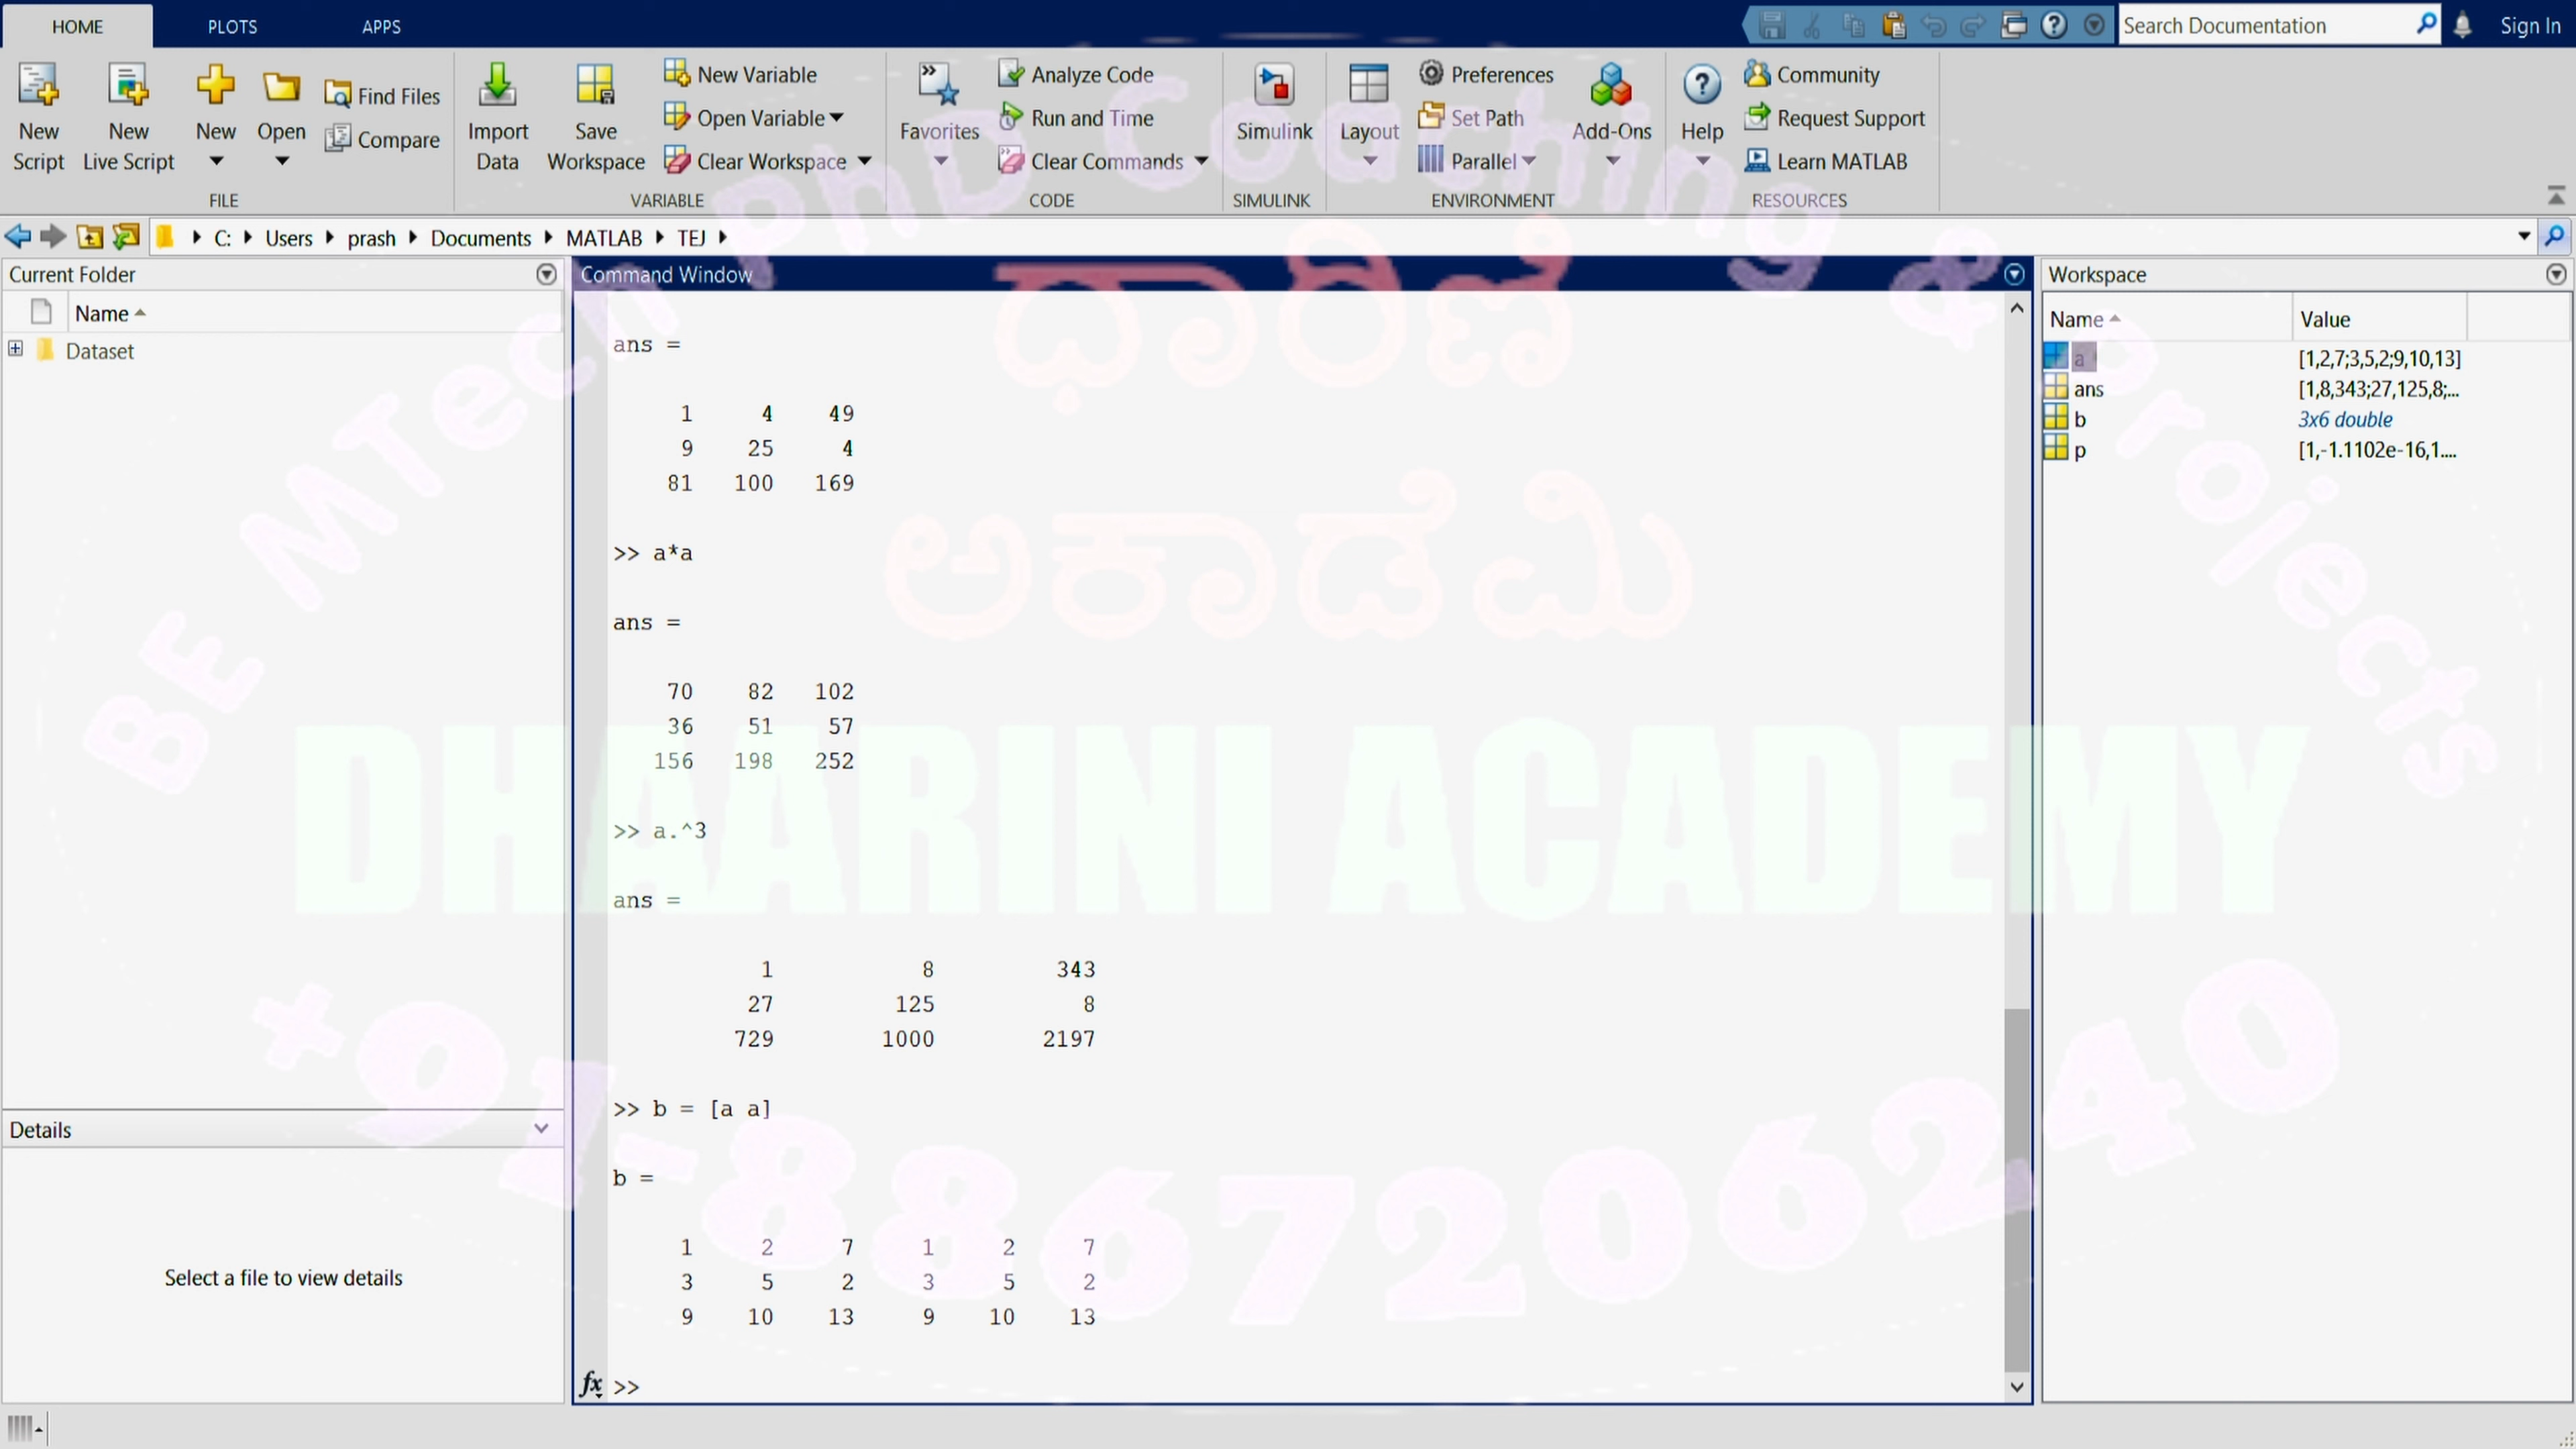 HOME PLOTS APPS Search Documentation Sign In
New Script
New Live Script
New
Open
Find Files
Compare
FILE
Import Data
Save Workspace
New Variable
Open Variable
Clear Workspace
VARIABLE
Favorites
Analyze Code
Run and Time
Clear Commands
CODE
Simulink
SIMULINK
Layout
Preferences
Set Path
Parallel
Add-Ons
ENVIRONMENT
Help
Community
Request Support
Learn MATLAB
RESOURCES
C: Users prash Documents MATLAB TEJ
Current Folder
Name
Dataset
Details
Select a file to view details
Command Window
ans =
1 4 49
9 25 4
81 100 169
>> a*a
ans =
70 82 102
36 51 57
156 198 252
>> a.^3
ans =
1 8 343
27 125 8
729 1000 2197
>> b = [a a]
b =
1 2 7 1 2 7
3 5 2 3 5 2
9 10 13 9 10 13
fx >>
Workspace
Name Value
a [1,2,7;3,5,2;9,10,13]
ans [1,8,343;27,125,8;...
b 3x6 double
p [1,-1.1102e-16,1....
BE MTech PhD Coaching & Projects
ಧಾರಿಣಿ
ಅಕಾಡೆಮಿ
DHAARINI ACADEMY
+91-8867206240